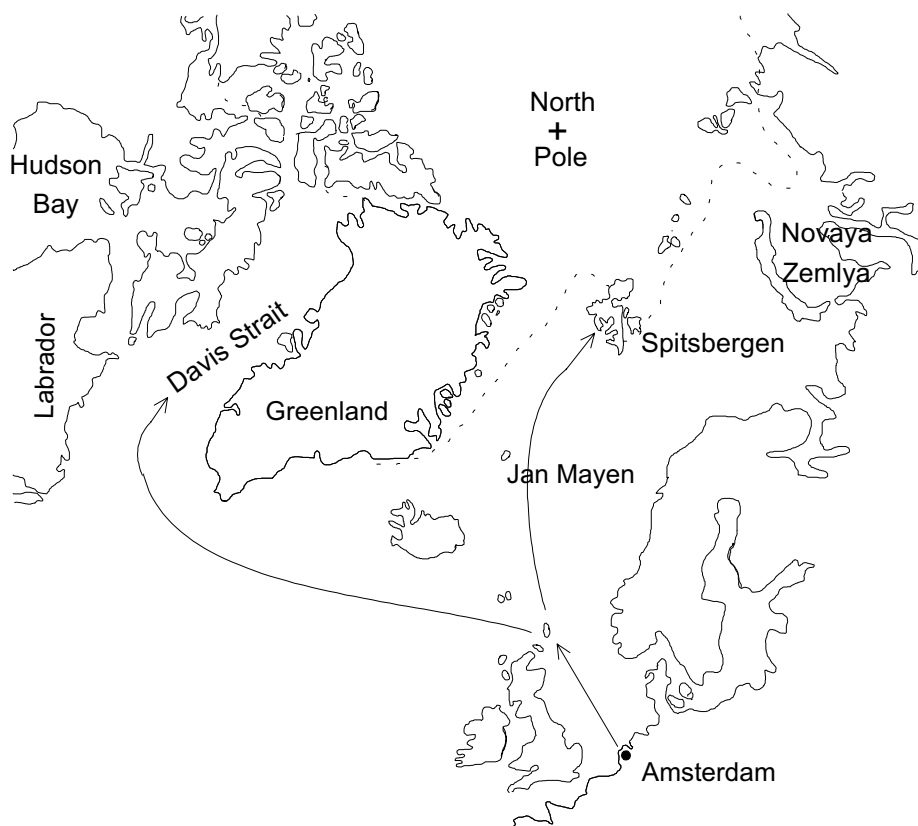 North
+
Pole
Hudson
Bay
Novaya
Zemlya
Labrador
Davis Strait
Spitsbergen
Greenland
Jan Mayen
Amsterdam